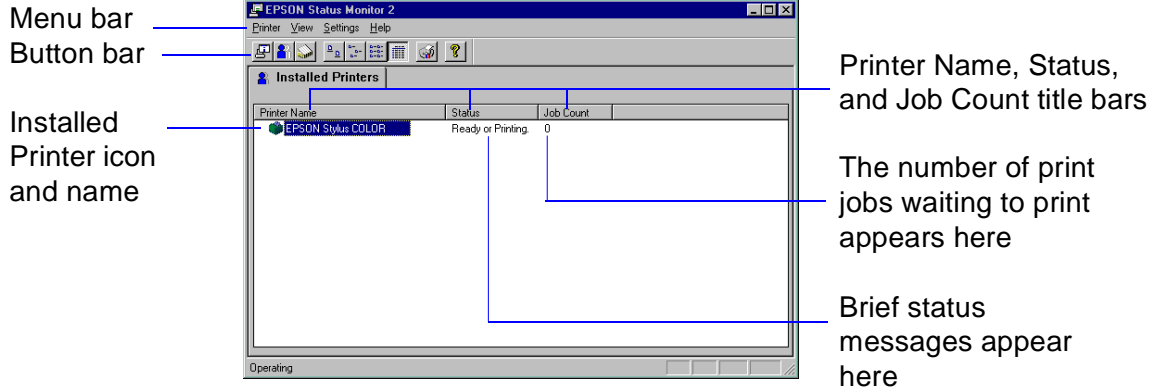 Menu bar
Button bar
Installed
Printer icon
and name
EPSON Status Monitor 2
Printer View Settings Help
Installed Printers
Printer Name Status Job Count
EPSON Stylus COLOR Ready or Printing. 0
Operating
Printer Name, Status,
and Job Count title bars
The number of print
jobs waiting to print
appears here
Brief status
messages appear
here